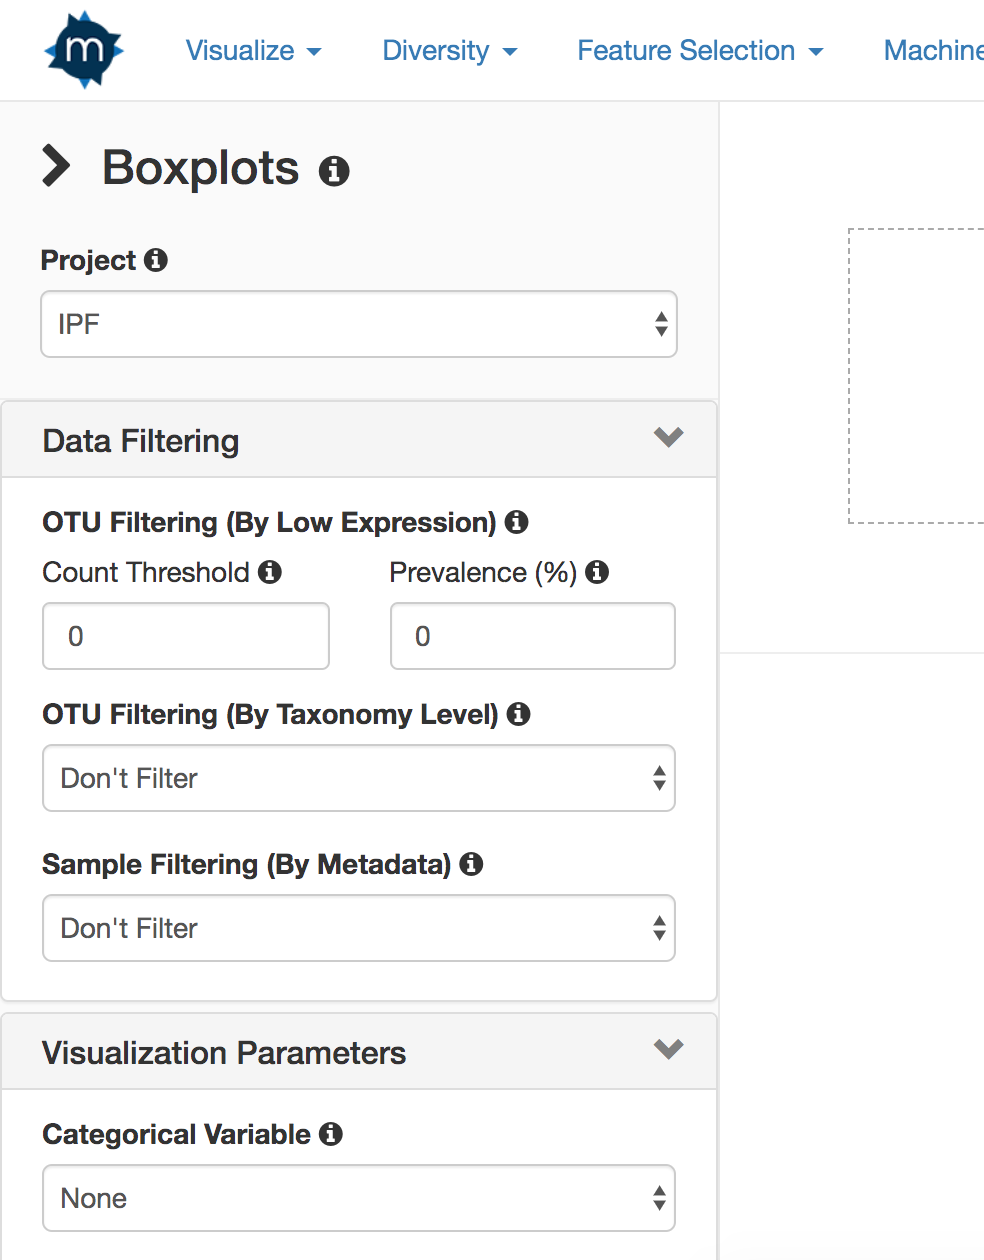 m Visualize Diversity Feature Selection Machine
Boxplots
Project
IPF
Data Filtering
OTU Filtering (By Low Expression)
Count Threshold Prevalence (%)
0 0
OTU Filtering (By Taxonomy Level)
Don't Filter
Sample Filtering (By Metadata)
Don't Filter
Visualization Parameters
Categorical Variable
None